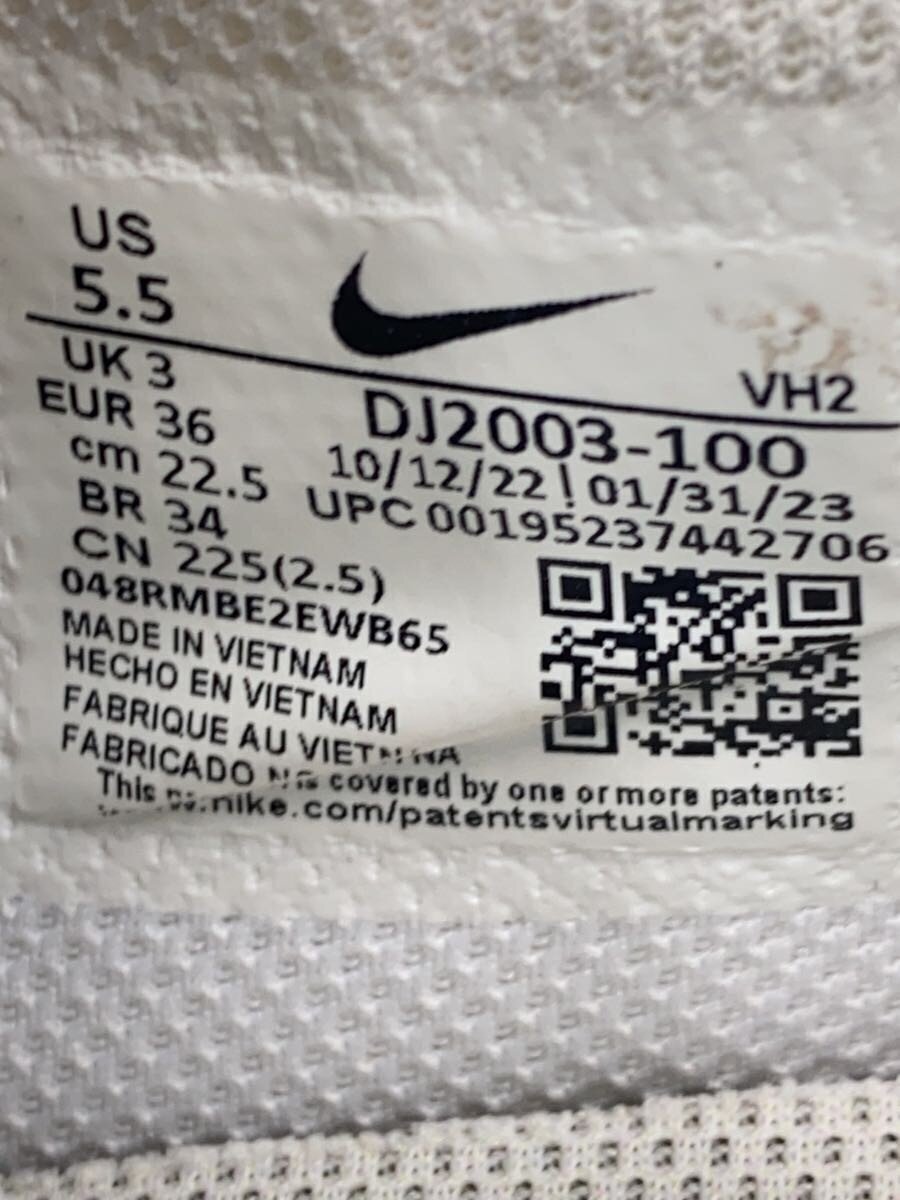 US
5.5
UK 3
EUR 36
cm 22.5
BR 34
CN 225(2.5)
VH2
DJ2003-100
10/12/22 ! 01/31/23
UPC 00195237442706
048RMBE2EWB65
MADE IN VIETNAM
HECHO EN VIETNAM
FABRIQUE AU
FABRICADO
This covered by one or more patents:
.nike.com/patentsvirtualmarking